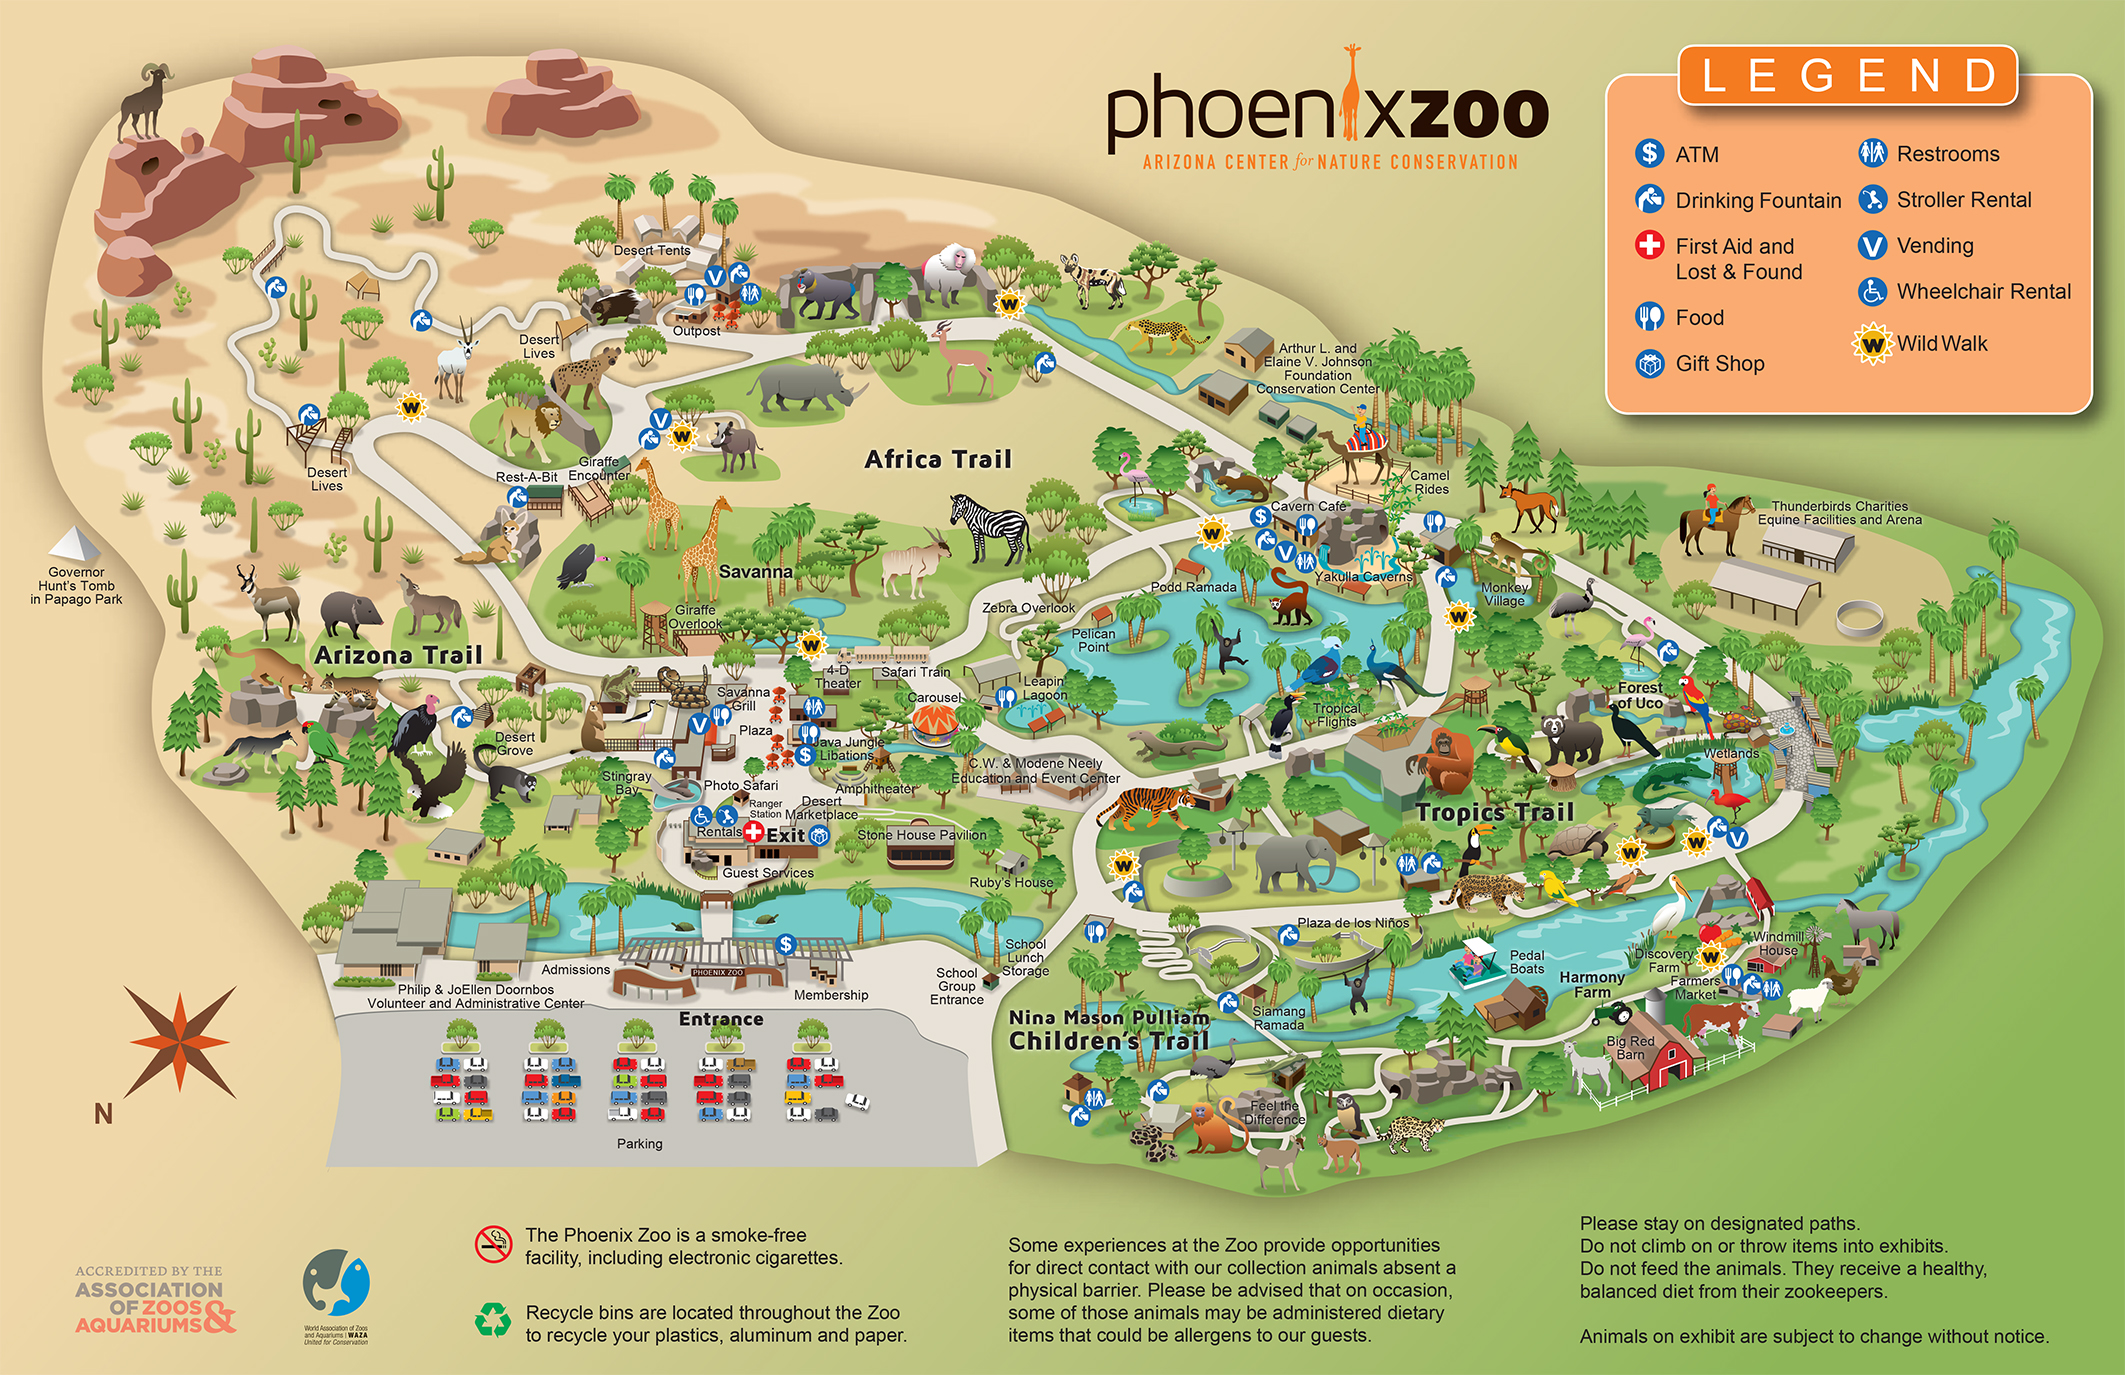 phoenixzoo
ARIZONA CENTER for NATURE CONSERVATION
LEGEND
$ ATM
Drinking Fountain
First Aid and
Lost & Found
Food
Gift Shop
Restrooms
Stroller Rental
V Vending
Wheelchair Rental
W Wild Walk
Desert Tents
V
Outpost
W
Desert
Lives
Arthur L. and
Elaine V. Johnson
Foundation
Conservation Center
W
V
W
Africa Trail
Desert
Lives
Rest-A-Bit
Giraffe
Encounter
Camel
Rides
Cavern Café
$
W
V
Yakulla Caverns
Thunderbirds Charities
Equine Facilities and Arena
Governor
Hunt's Tomb
in Papago Park
Savanna
Podd Ramada
Monkey
Village
W
Giraffe
Overlook
Zebra Overlook
Pelican
Point
W
Arizona Trail
4-D
Theater
Safari Train
Leapin
Lagoon
Savanna
Grill
V
Carousel
Plaza
Tropical
Flights
Forest
of Uco
Desert
Grove
Java Jungle
Libations
$
Wetlands
C.W. & Modene Neely
Education and Event Center
Stingray
Bay
Photo Safari
Amphitheater
Ranger
Station
Desert
Marketplace
Rentals
Exit
Stone House Pavilion
Tropics Trail
V
W
W
W
Guest Services
Ruby's House
Plaza de los Niños
School
Lunch
Storage
Admissions
PHOENIX ZOO
$
Membership
School
Group
Entrance
Philip & JoEllen Doornbos
Volunteer and Administrative Center
Pedal
Boats
Harmony
Farm
Discovery
Farm
Farmers
Market
W
Windmill
House
Entrance
Nina Mason Pulliam
Children's Trail
Siamang
Ramada
Big Red
Barn
Feel the
Difference
N
Parking
ACCREDITED BY THE
ASSOCIATION
OF ZOOS
AQUARIUMS &
World Association of Zoos
and Aquariums | WAZA
United for Conservation
The Phoenix Zoo is a smoke-free
facility, including electronic cigarettes.
Recycle bins are located throughout the Zoo
to recycle your plastics, aluminum and paper.
Some experiences at the Zoo provide opportunities
for direct contact with our collection animals absent a
physical barrier. Please be advised that on occasion,
some of those animals may be administered dietary
items that could be allergens to our guests.
Please stay on designated paths.
Do not climb on or throw items into exhibits.
Do not feed the animals. They receive a healthy,
balanced diet from their zookeepers.
Animals on exhibit are subject to change without notice.